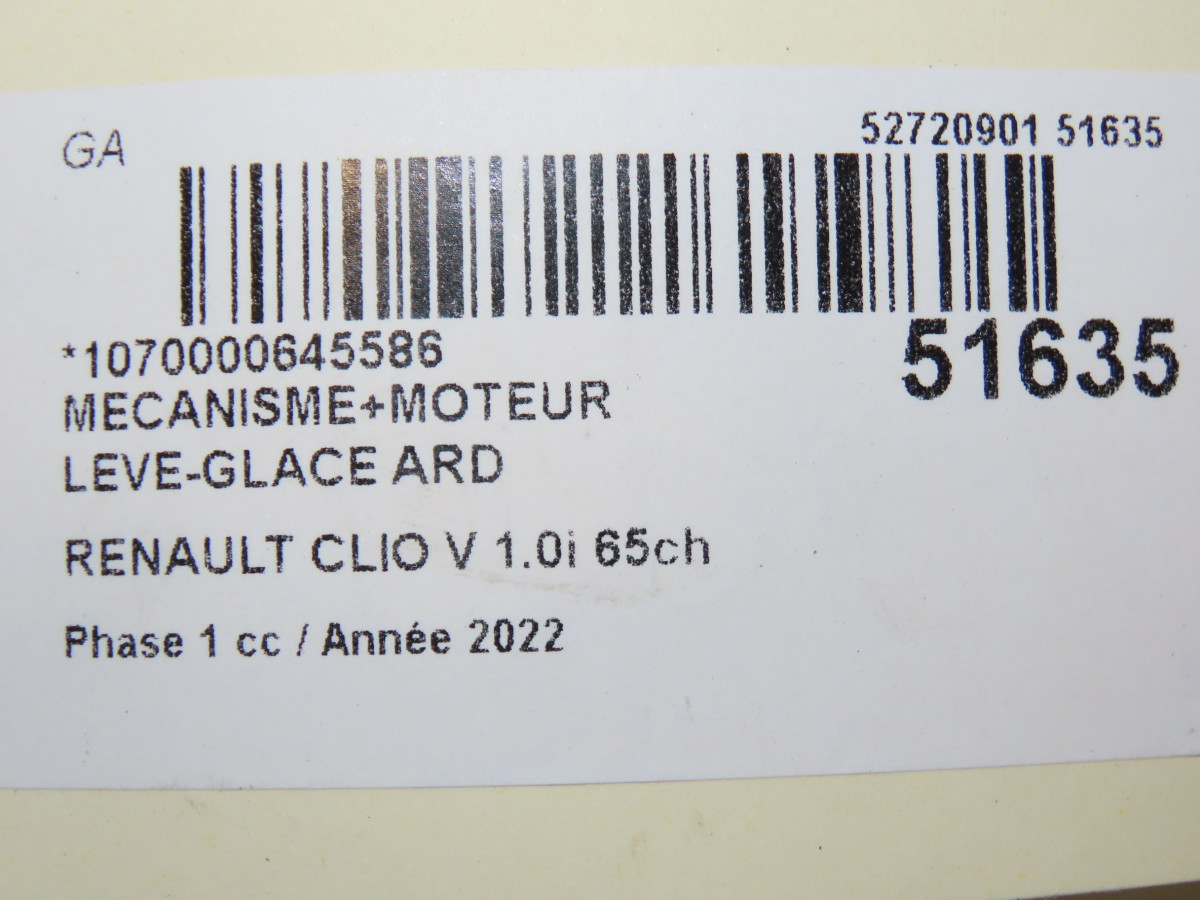 GA
52720901 51635
*1070000645586
51635
MECANISME+MOTEUR
LEVE-GLACE ARD
RENAULT CLIO V 1.0i 65ch
Phase 1 cc / Année 2022